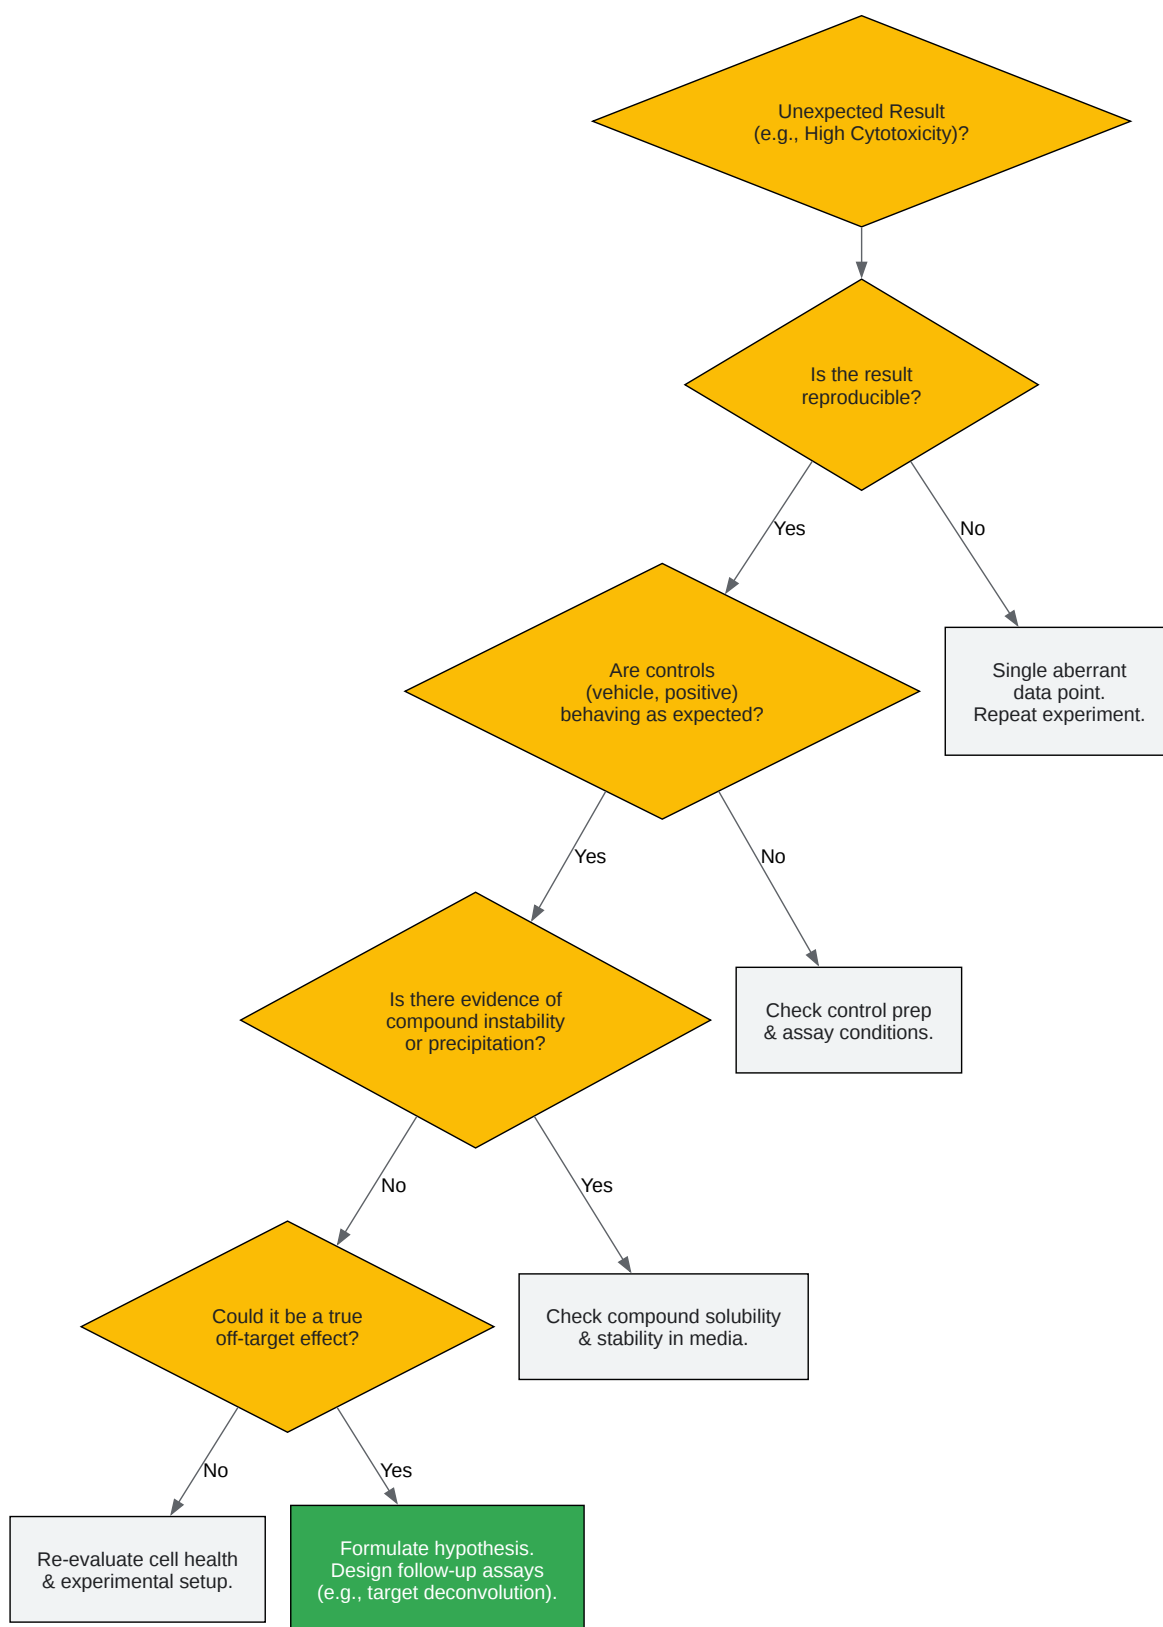 Unexpected Result
(e.g., High Cytotoxicity)?
Is the result
reproducible?
Yes
No
Are controls
(vehicle, positive)
behaving as expected?
Single aberrant
data point.
Repeat experiment.
Yes
No
Is there evidence of
compound instability
or precipitation?
Check control prep
& assay conditions.
No
Yes
Could it be a true
off-target effect?
Check compound solubility
& stability in media.
No
Yes
Re-evaluate cell health
& experimental setup.
Formulate hypothesis.
Design follow-up assays
(e.g., target deconvolution).